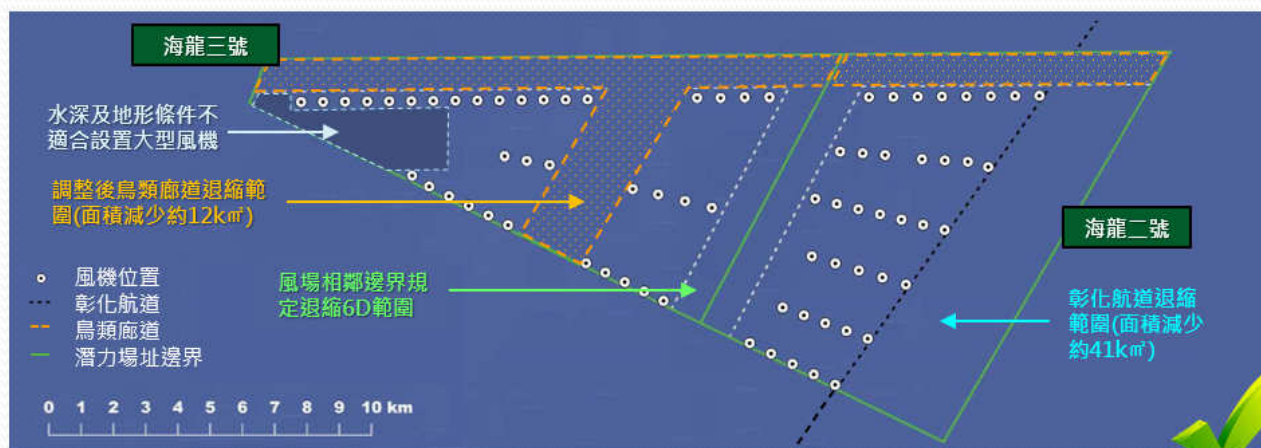 海龍三號
水深及地形條件不
適合設置大型風機
調整後鳥類廊道退縮範
圍(面積減少約12k㎡)
風機位置
彰化航道
鳥類廊道
潛力場址邊界
0 1 2 3 4 5 6 7 8 9 10 km
風場相鄰邊界規
定退縮6D範圍
海龍二號
彰化航道退縮
範圍(面積減少
約41k㎡)